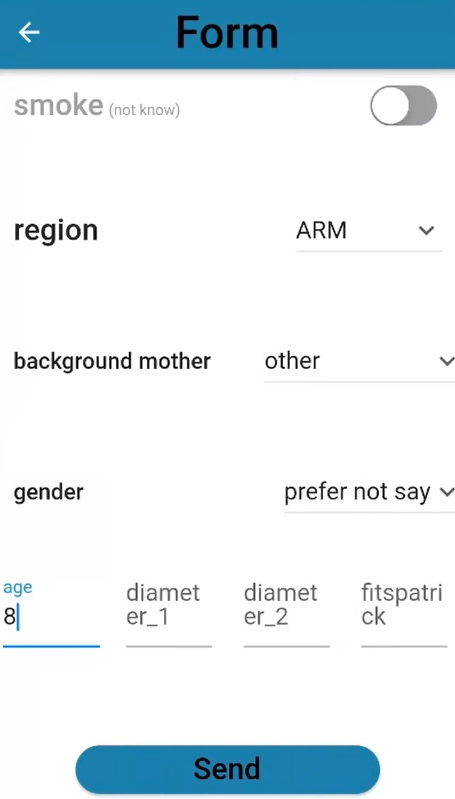 Form
smoke (not know)
region ARM
background mother other
gender prefer not say
age
8
diamet
er_1
diamet
er_2
fitspatri
ck
Send